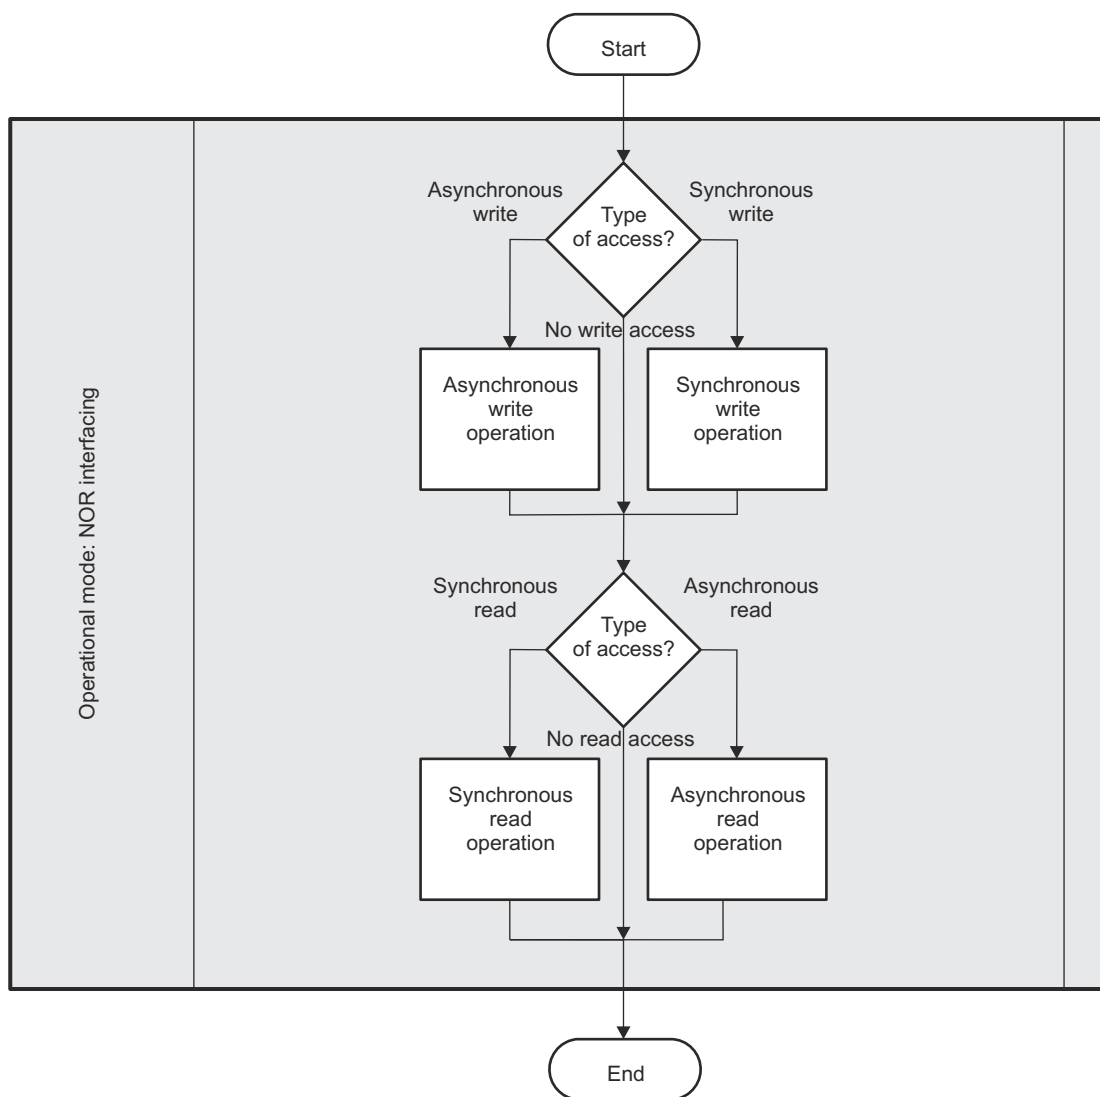 Start
Asynchronous
write
Synchronous
write
Type
of access?
No write access
Asynchronous
write
operation
Synchronous
write
operation
Operational mode: NOR interfacing
Synchronous
read
Asynchronous
read
Type
of access?
No read access
Synchronous
read
operation
Asynchronous
read
operation
End